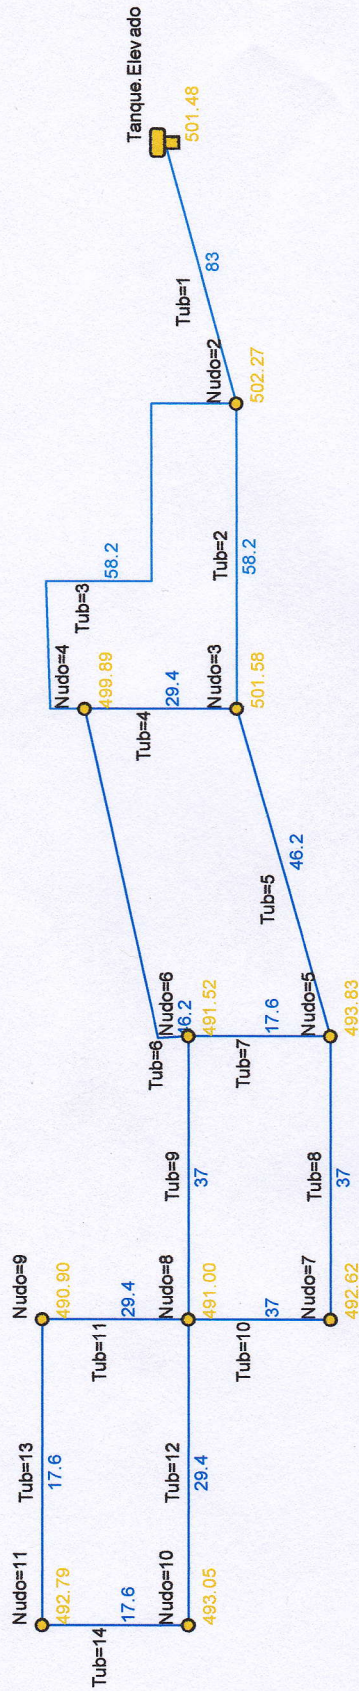 Tanque.Elev ado
501.48
Tub=1
83
Nudo=2
502.27
Tub=3
58.2
Tub=2
58.2
Nudo=4
499.89
Tub=4
29.4
Nudo=3
501.58
Tub=5
46.2
Tub=6
46.2
Nudo=6
491.52
Tub=7
17.6
Nudo=5
493.83
Tub=9
37
Tub=8
37
Nudo=9
490.90
Tub=11
29.4
Nudo=8
491.00
Tub=10
37
Nudo=7
492.62
Tub=13
17.6
Tub=12
29.4
Nudo=11
492.79
Tub=14
17.6
Nudo=10
493.05